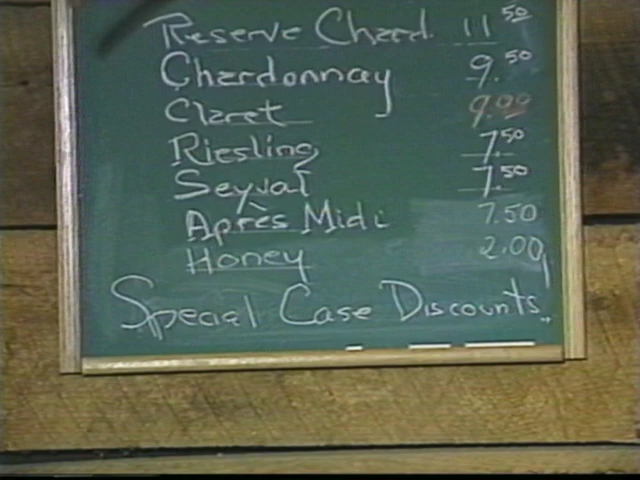 Reserve Chard. 11.50
Chardonnay 9.50
Claret 9.00
Riesling 7.50
Seyval 7.50
Après Midi 7.50
Honey 2.00
Special Case Discounts